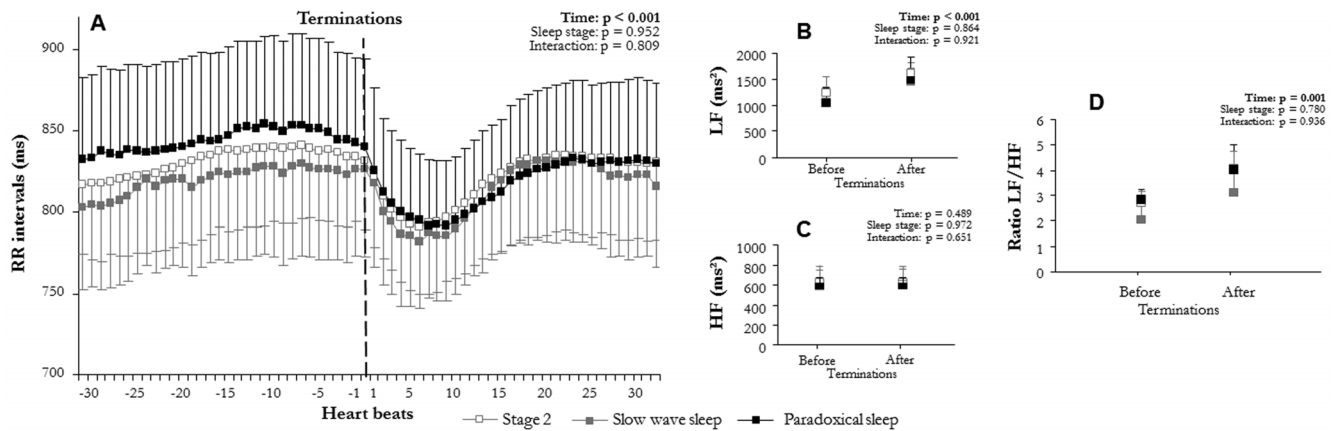 A
Terminations
Time: p < 0.001
Sleep stage: p = 0.952
Interaction: p = 0.809
RR intervals (ms)
900
850
800
750
700
-30 -25 -20 -15 -10 -5 -1 1 5 10 15 20 25 30
Heart beats
Stage 2 Slow wave sleep Paradoxical sleep
B
Time: p < 0.001
Sleep stage: p = 0.864
Interaction: p = 0.921
LF (ms²)
2000
1500
1000
500
0
Before After
Terminations
C
Time: p = 0.489
Sleep stage: p = 0.972
Interaction: p = 0.651
HF (ms²)
1000
800
600
400
200
0
Before After
Terminations
D
Time: p = 0.001
Sleep stage: p = 0.780
Interaction: p = 0.936
Ratio LF/HF
6
5
4
3
2
1
0
Before After
Terminations